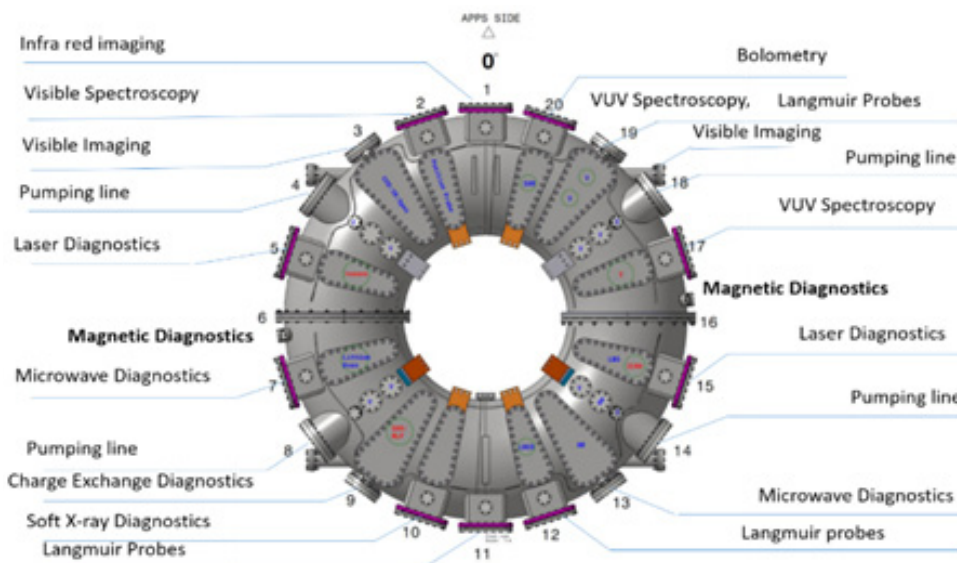 APPS SIDE
0°
Infra red imaging
Visible Spectroscopy
Visible Imaging
Pumping line
Laser Diagnostics
Magnetic Diagnostics
Microwave Diagnostics
Pumping line
Charge Exchange Diagnostics
Soft X-ray Diagnostics
Langmuir Probes
1
2
3
4
5
6
7
8
9
10
11
12
13
14
15
16
17
18
19
20
Bolometry
VUV Spectroscopy, Langmuir Probes
Visible Imaging
Pumping line
VUV Spectroscopy
Magnetic Diagnostics
Laser Diagnostics
Pumping line
Microwave Diagnostics
Langmuir probes